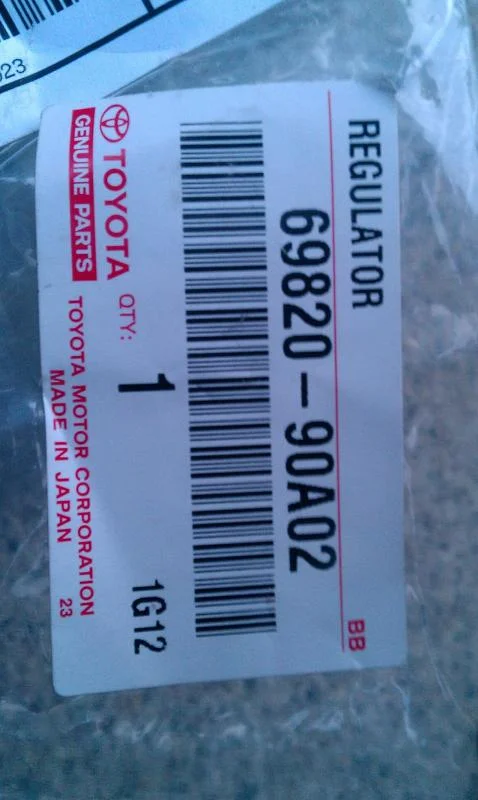 REGULATOR
BB
69820-90A02
TOYOTA
GENUINE PARTS
QTY:
1
1G12
TOYOTA MOTOR CORPORATION
MADE IN JAPAN
23